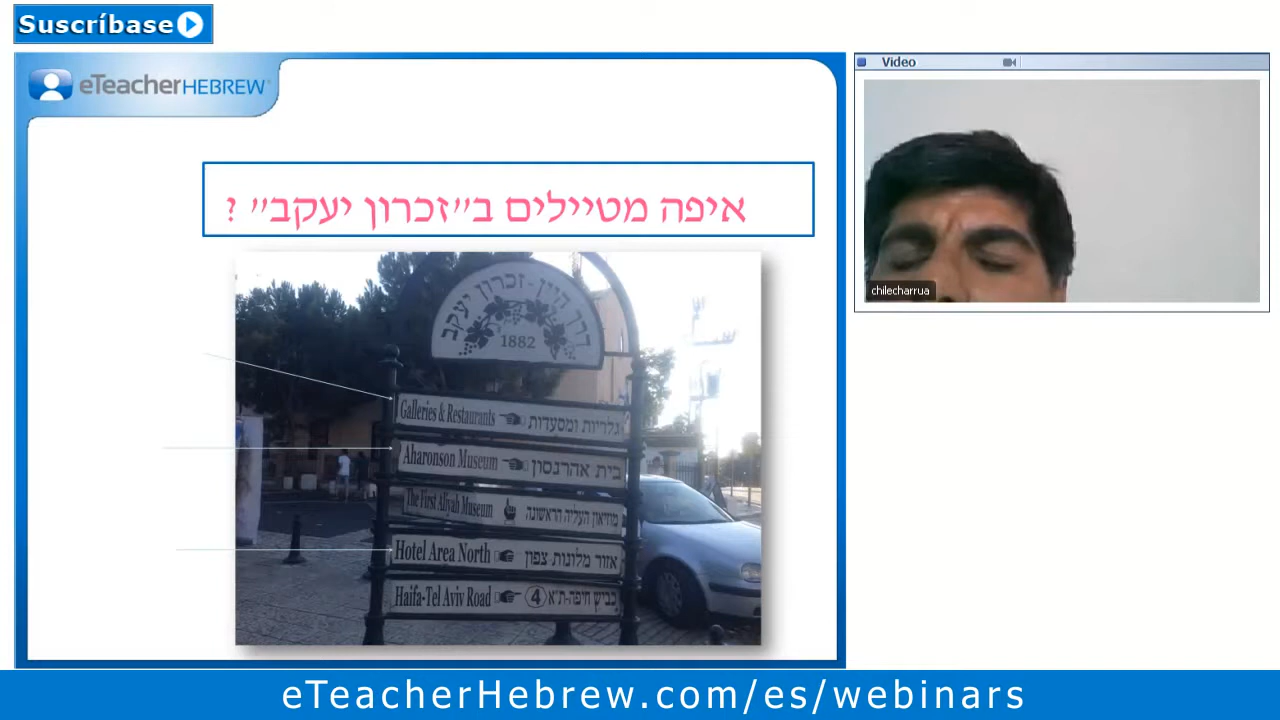 Suscríbase
eTeacherHEBREW
Video
איפה מטיילים ב״זכרון יעקב״ ?
chilecharrua
דרך היין-זכרון יעקב
1882
Galleries & Restaurants גלריות ומסעדות
Aharonson Museum בית אהרנסון
The First Aliyah Museum מוזיאון העליה הראשונה
Hotel Area North אזור מלונות צפון
Haifa-Tel Aviv Road 4 כביש חיפה-ת"א
eTeacherHebrew.com/es/webinars